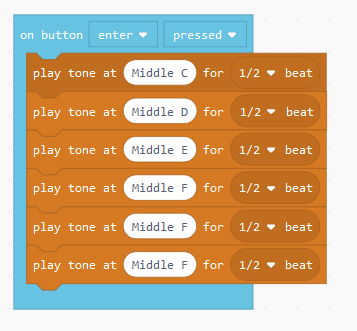 on button enter pressed
play tone at Middle C for 1/2 beat
play tone at Middle D for 1/2 beat
play tone at Middle E for 1/2 beat
play tone at Middle F for 1/2 beat
play tone at Middle F for 1/2 beat
play tone at Middle F for 1/2 beat